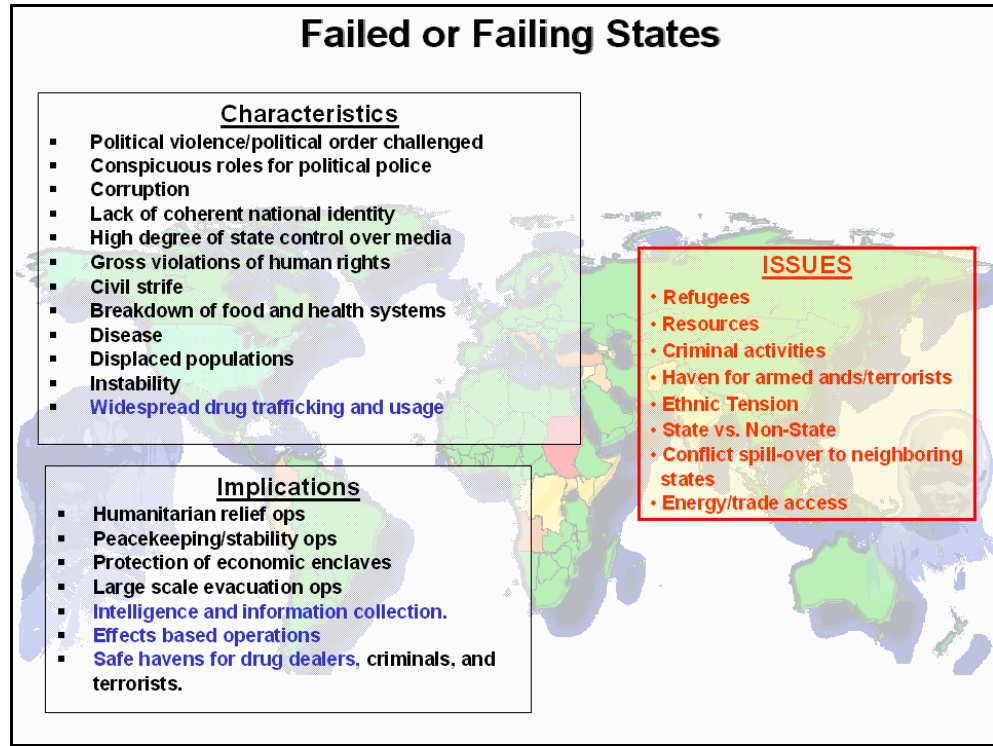 Failed or Failing States
Characteristics
▪ Political violence/political order challenged
▪ Conspicuous roles for political police
▪ Corruption
▪ Lack of coherent national identity
▪ High degree of state control over media
▪ Gross violations of human rights
▪ Civil strife
▪ Breakdown of food and health systems
▪ Disease
▪ Displaced populations
▪ Instability
▪ Widespread drug trafficking and usage
Implications
▪ Humanitarian relief ops
▪ Peacekeeping/stability ops
▪ Protection of economic enclaves
▪ Large scale evacuation ops
▪ Intelligence and information collection.
▪ Effects based operations
▪ Safe havens for drug dealers, criminals, and
terrorists.
ISSUES
• Refugees
• Resources
• Criminal activities
• Haven for armed ands/terrorists
• Ethnic Tension
• State vs. Non-State
• Conflict spill-over to neighboring
states
• Energy/trade access